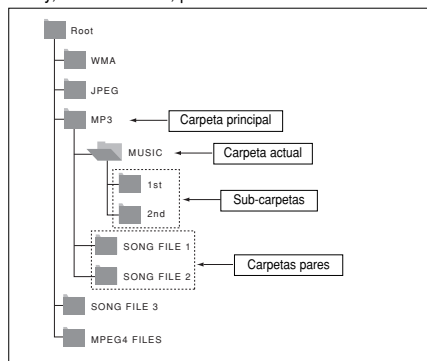 Root
WMA
JPEG
MP3
Carpeta principal
MUSIC
Carpeta actual
1st
2nd
Sub-carpetas
SONG FILE 1
SONG FILE 2
Carpetas pares
SONG FILE 3
MPEG4 FILES